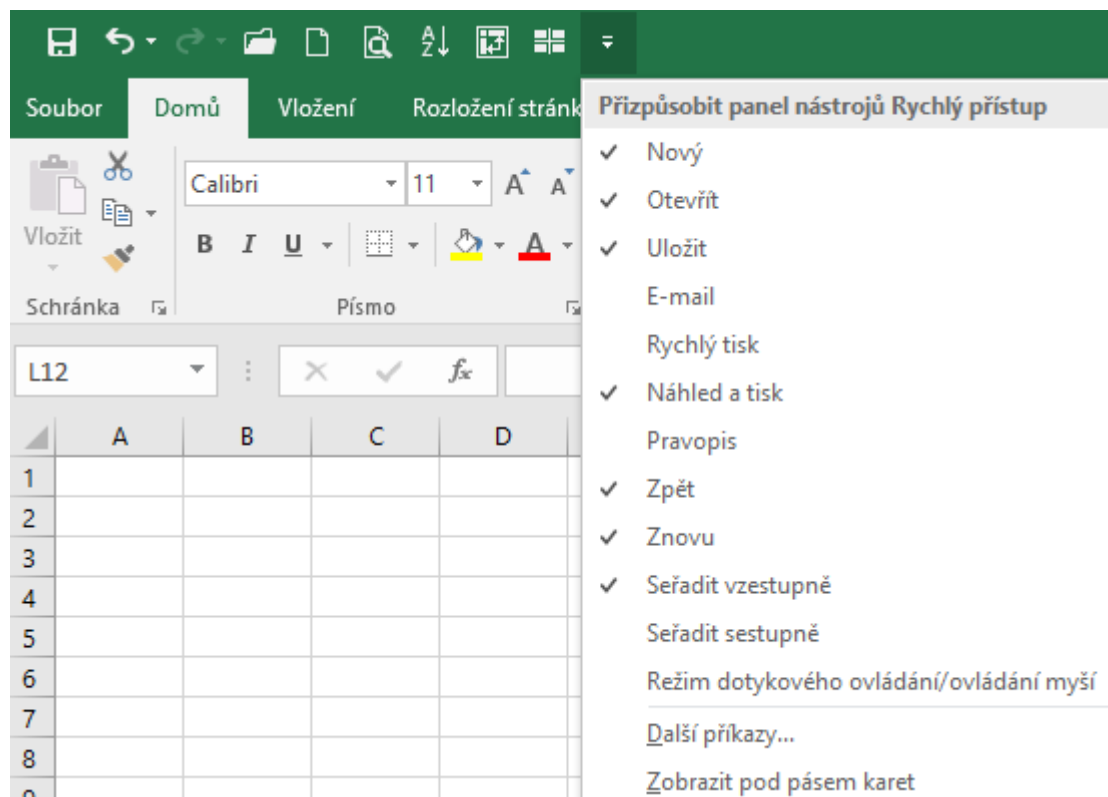 Soubor Domů Vložení Rozložení stránk
Přizpůsobit panel nástrojů Rychlý přístup
Nový
Otevřít
Uložit
E-mail
Rychlý tisk
Náhled a tisk
Pravopis
Zpět
Znovu
Seřadit vzestupně
Seřadit sestupně
Režim dotykového ovládání/ovládání myší
Další příkazy...
Zobrazit pod pásem karet
Vložit
Calibri 11 A A
B I U A
Schránka Písmo
L12 fx
A B C D
1
2
3
4
5
6
7
8